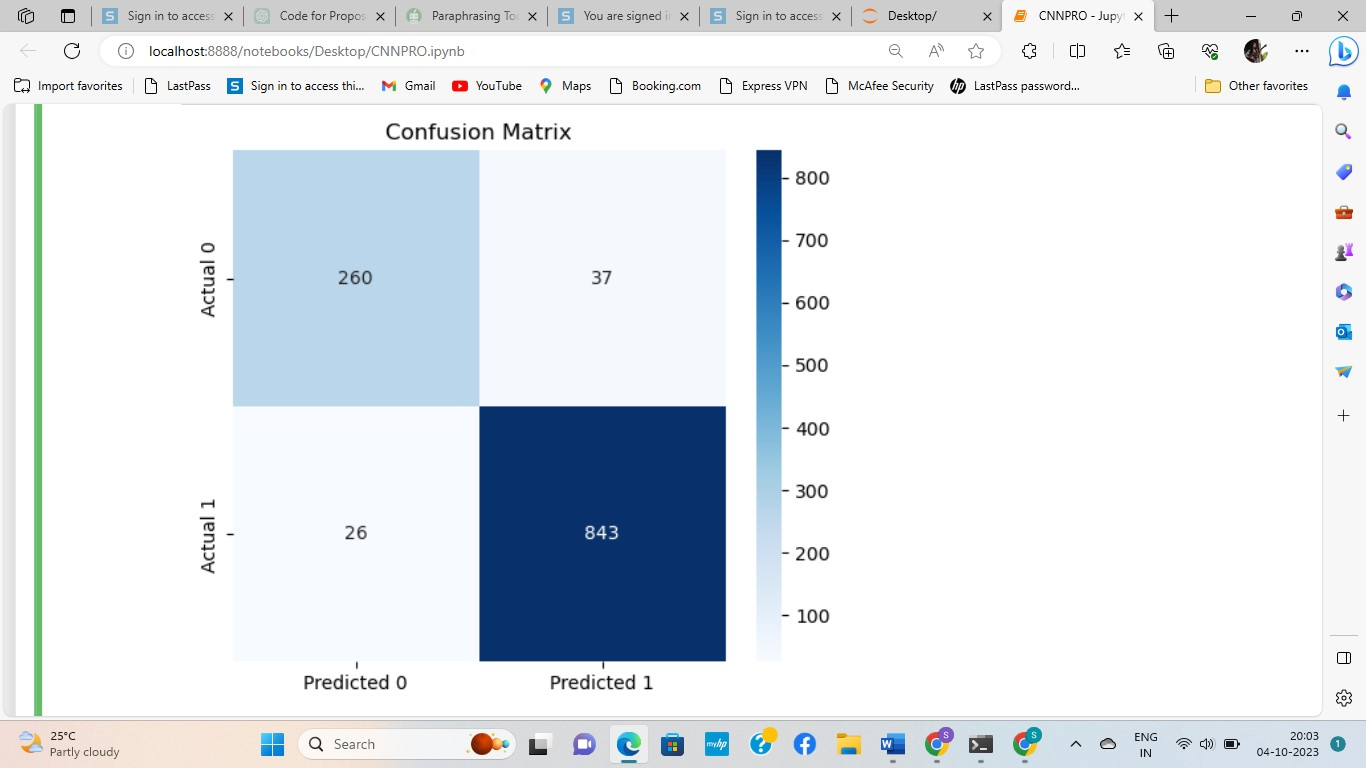 Sign in to acces
Code for Propos
Paraphrasing To
You are signed i
Sign in to access
Desktop/
CNNPRO - Jupy
localhost:8888/notebooks/Desktop/CNNPRO.ipynb
Import favorites
LastPass
Sign in to access thi...
Gmail
YouTube
Maps
Booking.com
Express VPN
McAfee Security
LastPass password...
Other favorites
Confusion Matrix
Actual 0
260
37
Actual 1
26
843
Predicted 0
Predicted 1
800
700
600
500
400
300
200
100
25°C
Partly cloudy
Search
myhp
S
S
ENG
IN
20:03
04-10-2023
1